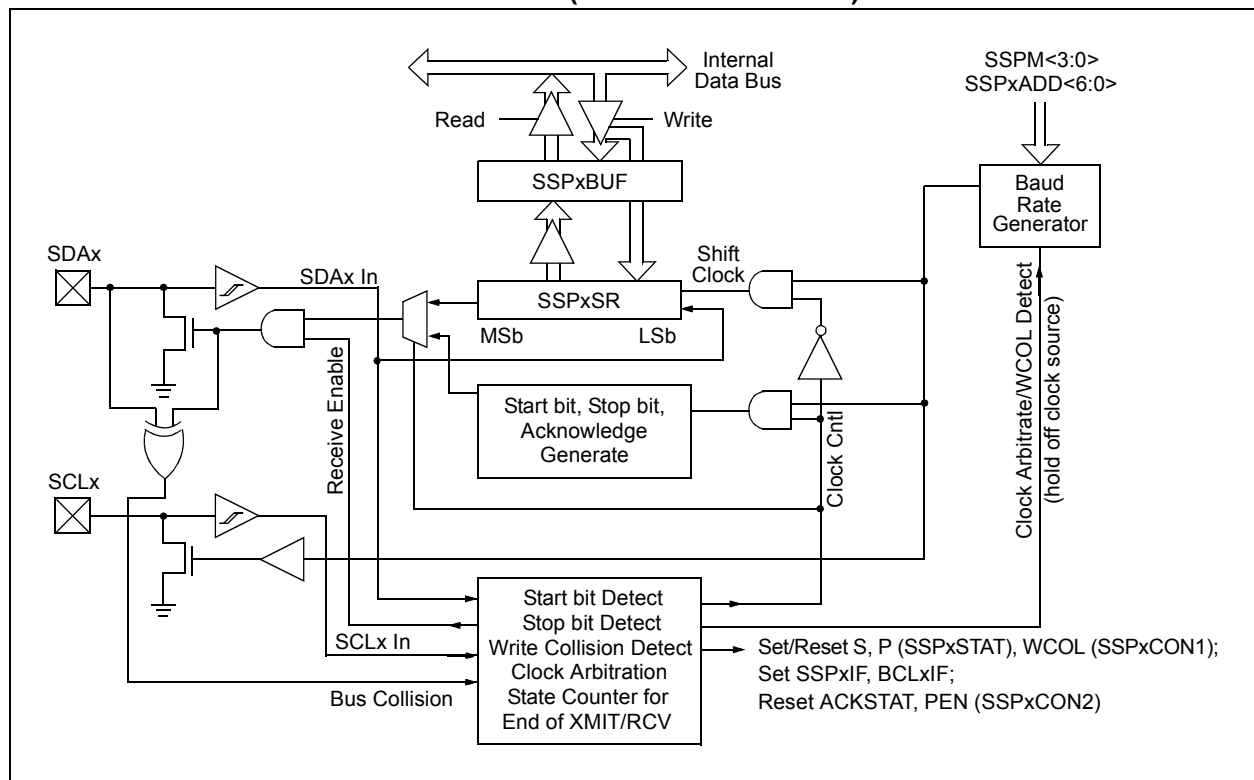 Internal
Data Bus
SSPM<3:0>
SSPxADD<6:0>
Read
Write
SSPxBUF
Baud
Rate
Generator
SDAx
SDAx In
Shift
Clock
SSPxSR
MSb
LSb
Start bit, Stop bit,
Acknowledge
Generate
Receive Enable
Clock Cntl
Clock Arbitrate/WCOL Detect
(hold off clock source)
SCLx
SCLx In
Bus Collision
Start bit Detect
Stop bit Detect
Write Collision Detect
Clock Arbitration
State Counter for
End of XMIT/RCV
Set/Reset S, P (SSPxSTAT), WCOL (SSPxCON1);
Set SSPxIF, BCLxIF;
Reset ACKSTAT, PEN (SSPxCON2)